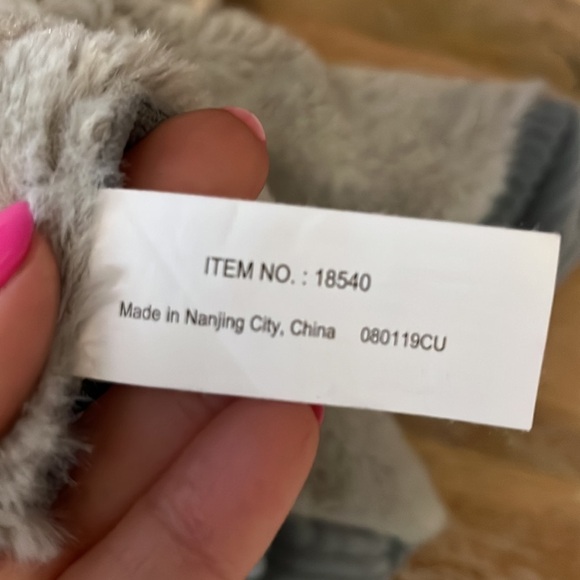 ITEM NO. : 18540
Made in Nanjing City, China 080119CU